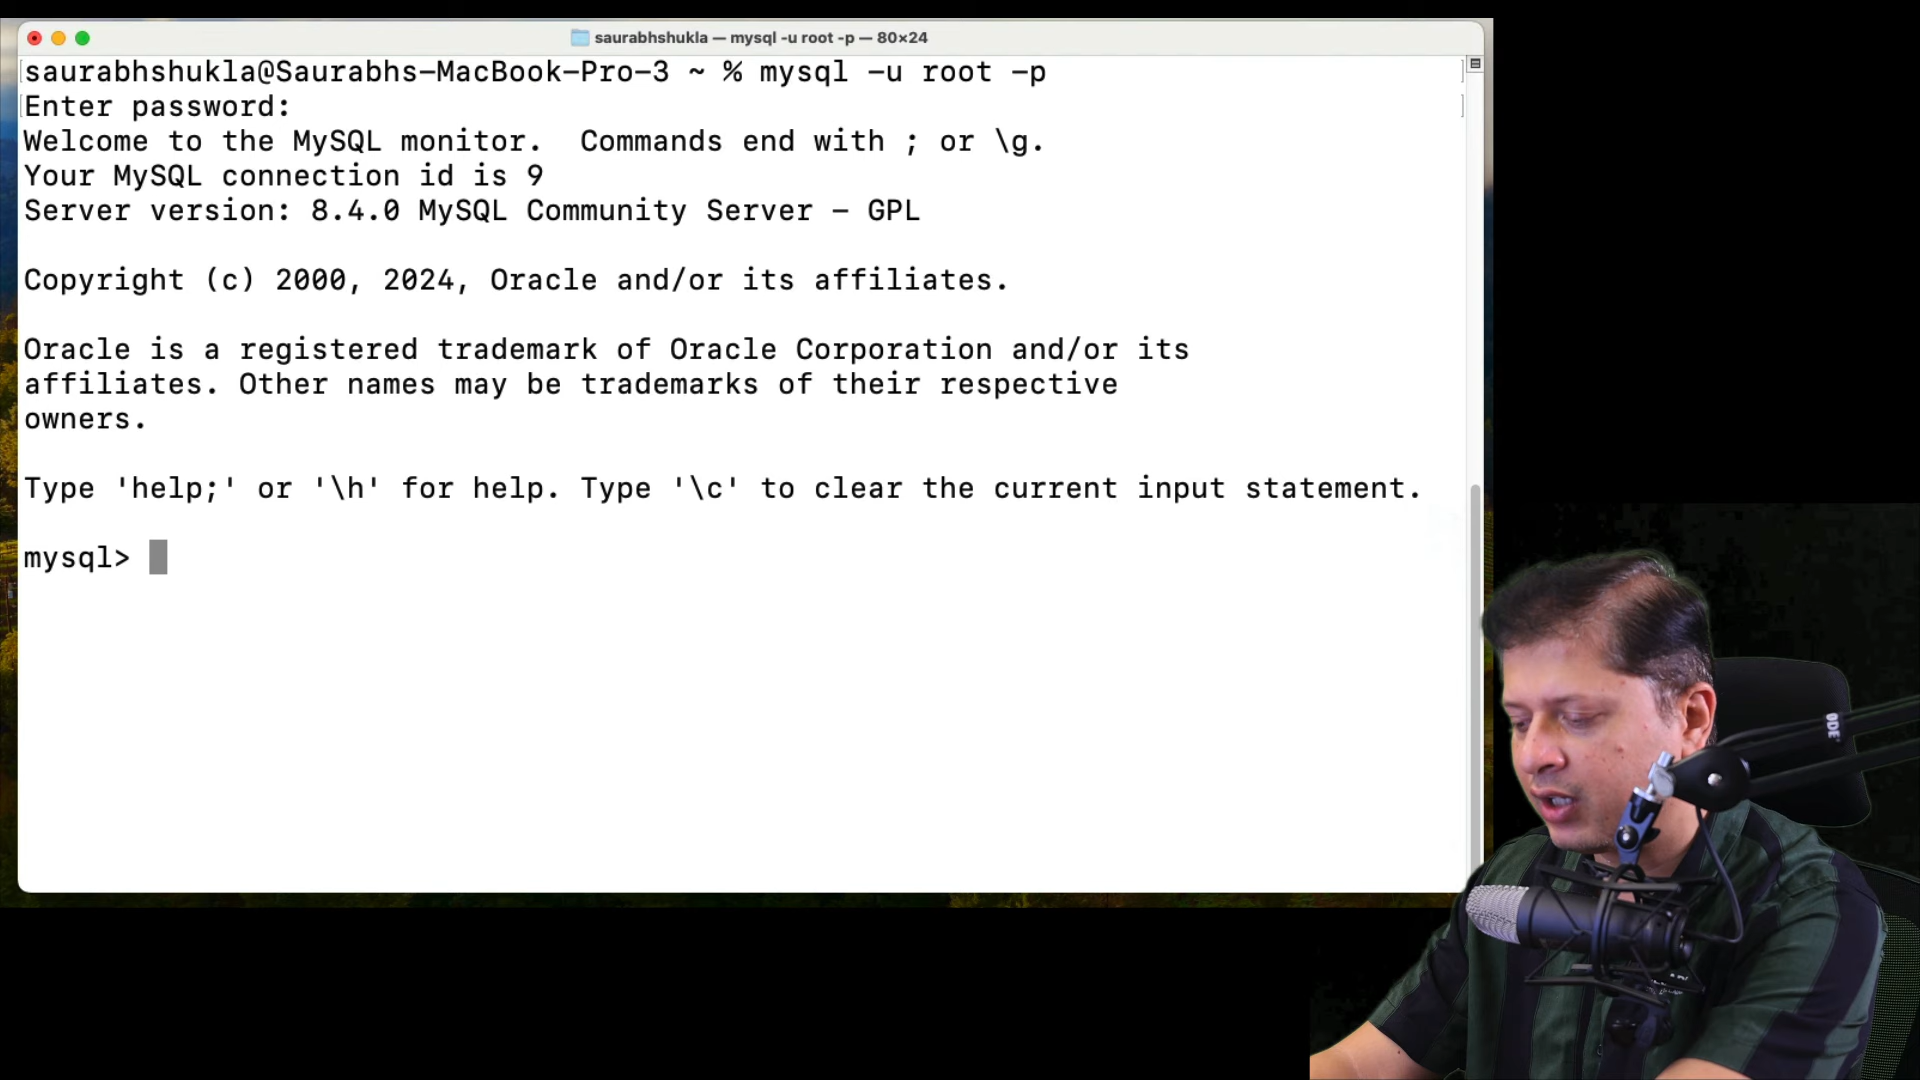 saurabhshukla — mysql -u root -p — 80×24
saurabhshukla@Saurabhs-MacBook-Pro-3 ~ % mysql -u root -p
Enter password:
Welcome to the MySQL monitor.  Commands end with ; or \g.
Your MySQL connection id is 9
Server version: 8.4.0 MySQL Community Server - GPL
Copyright (c) 2000, 2024, Oracle and/or its affiliates.
Oracle is a registered trademark of Oracle Corporation and/or its
affiliates. Other names may be trademarks of their respective
owners.
Type 'help;' or '\h' for help. Type '\c' to clear the current input statement.
mysql>